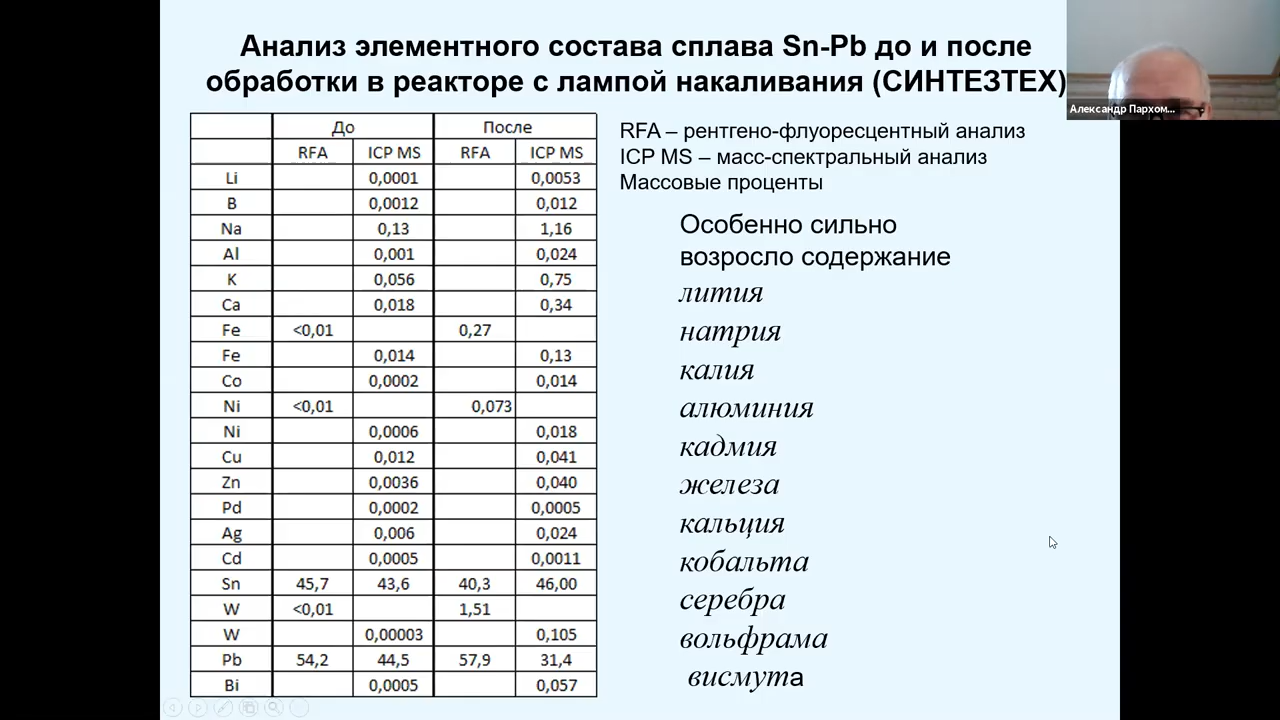 Анализ элементного состава сплава Sn-Pb до и после
обработки в реакторе с лампой накаливания (СИНТЕЗТЕХ)
Александр Пархом...
До После
RFA ICP MS RFA ICP MS
Li 0,0001 0,0053
B 0,0012 0,012
Na 0,13 1,16
Al 0,001 0,024
K 0,056 0,75
Ca 0,018 0,34
Fe <0,01 0,27
Fe 0,014 0,13
Co 0,0002 0,014
Ni <0,01 0,073
Ni 0,0006 0,018
Cu 0,012 0,041
Zn 0,0036 0,040
Pd 0,0002 0,0005
Ag 0,006 0,024
Cd 0,0005 0,0011
Sn 45,7 43,6 40,3 46,00
W <0,01 1,51
W 0,00003 0,105
Pb 54,2 44,5 57,9 31,4
Bi 0,0005 0,057
RFA – рентгено-флуоресцентный анализ
ICP MS – масс-спектральный анализ
Массовые проценты
Особенно сильно
возросло содержание
лития
натрия
калия
алюминия
кадмия
железа
кальция
кобальта
серебра
вольфрама
висмута